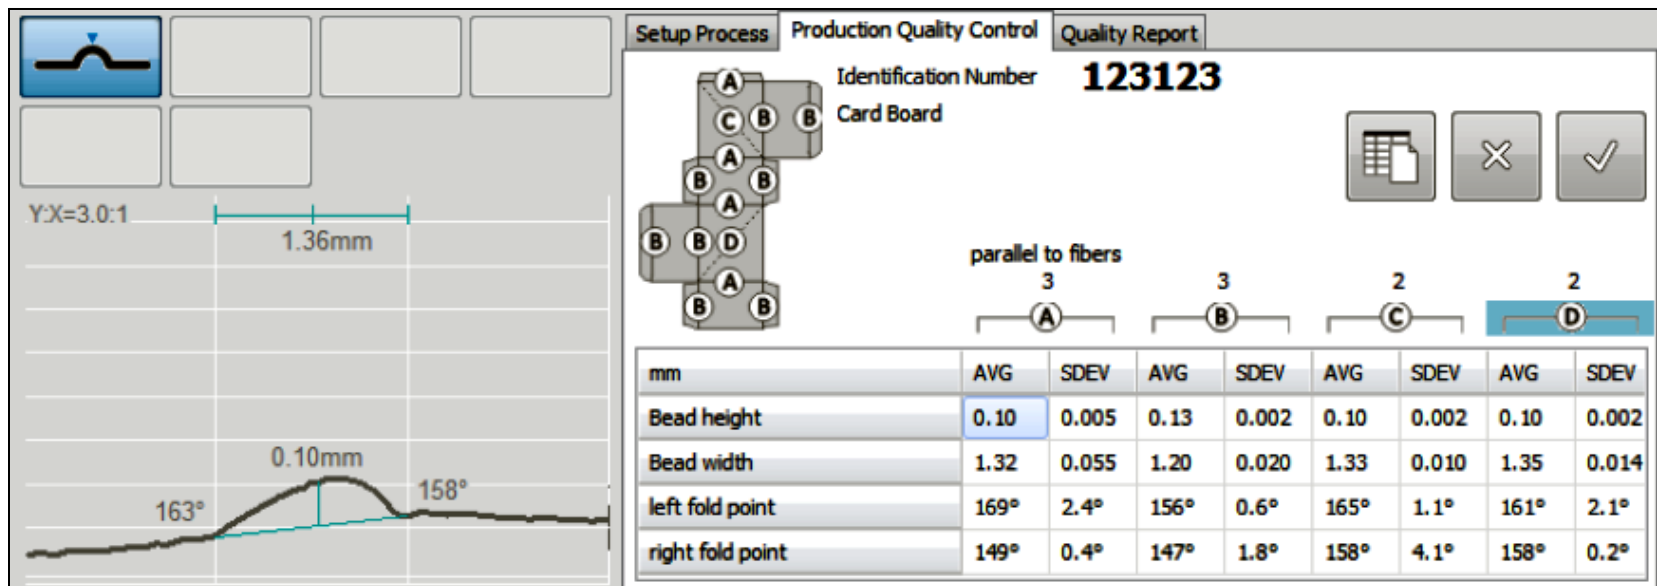 Setup Process Production Quality Control Quality Report
Identification Number 123123
Card Board
A
C B B
A
B B
A
B B D
A
B B
Y:X=3.0:1
1.36mm
0.10mm
163° 158°
parallel to fibers
3 3 2 2
A B C D
mm AVG SDEV AVG SDEV AVG SDEV AVG SDEV
Bead height 0.10 0.005 0.13 0.002 0.10 0.002 0.10 0.002
Bead width 1.32 0.055 1.20 0.020 1.33 0.010 1.35 0.014
left fold point 169° 2.4° 156° 0.6° 165° 1.1° 161° 2.1°
right fold point 149° 0.4° 147° 1.8° 158° 4.1° 158° 0.2°